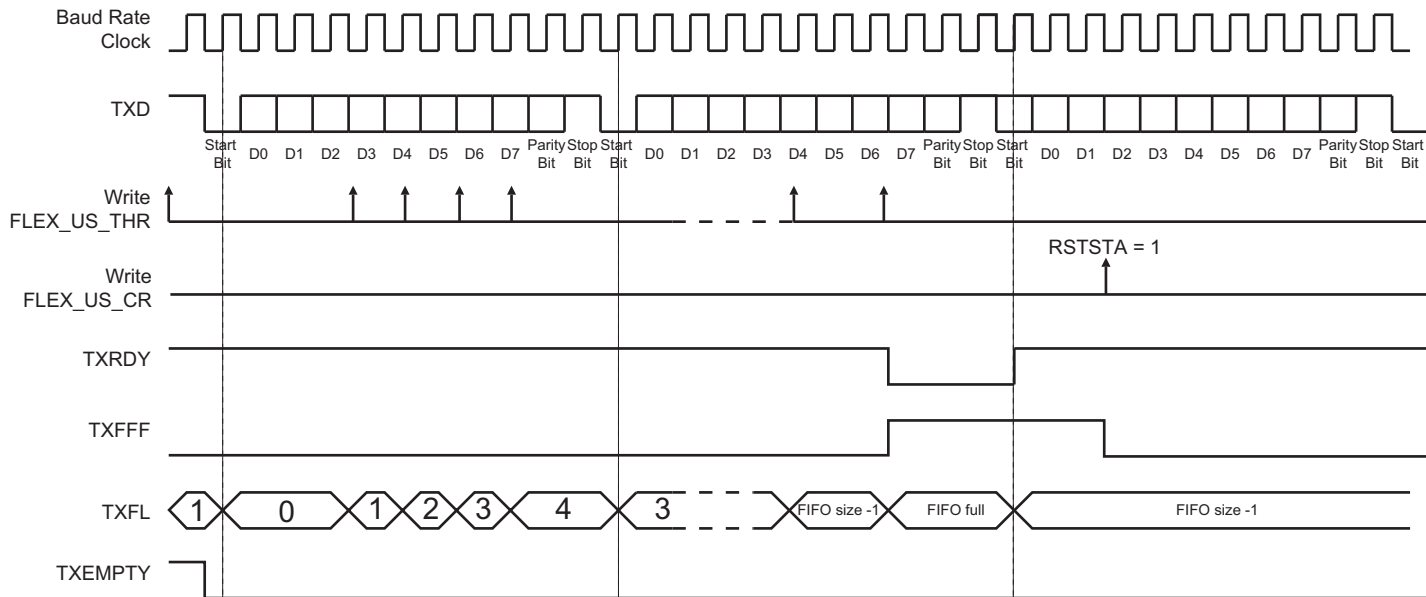 Baud Rate
Clock
TXD
Start
Bit
D0
D1
D2
D3
D4
D5
D6
D7
Parity
Bit
Stop
Bit
Start
Bit
D0
D1
D2
D3
D4
D5
D6
D7
Parity
Bit
Stop
Bit
Start
Bit
D0
D1
D2
D3
D4
D5
D6
D7
Parity
Bit
Stop
Bit
Start
Bit
Write
FLEX_US_THR
RSTSTA = 1
Write
FLEX_US_CR
TXRDY
TXFFF
TXFL
1
0
1
2
3
4
3
FIFO size -1
FIFO full
FIFO size -1
TXEMPTY